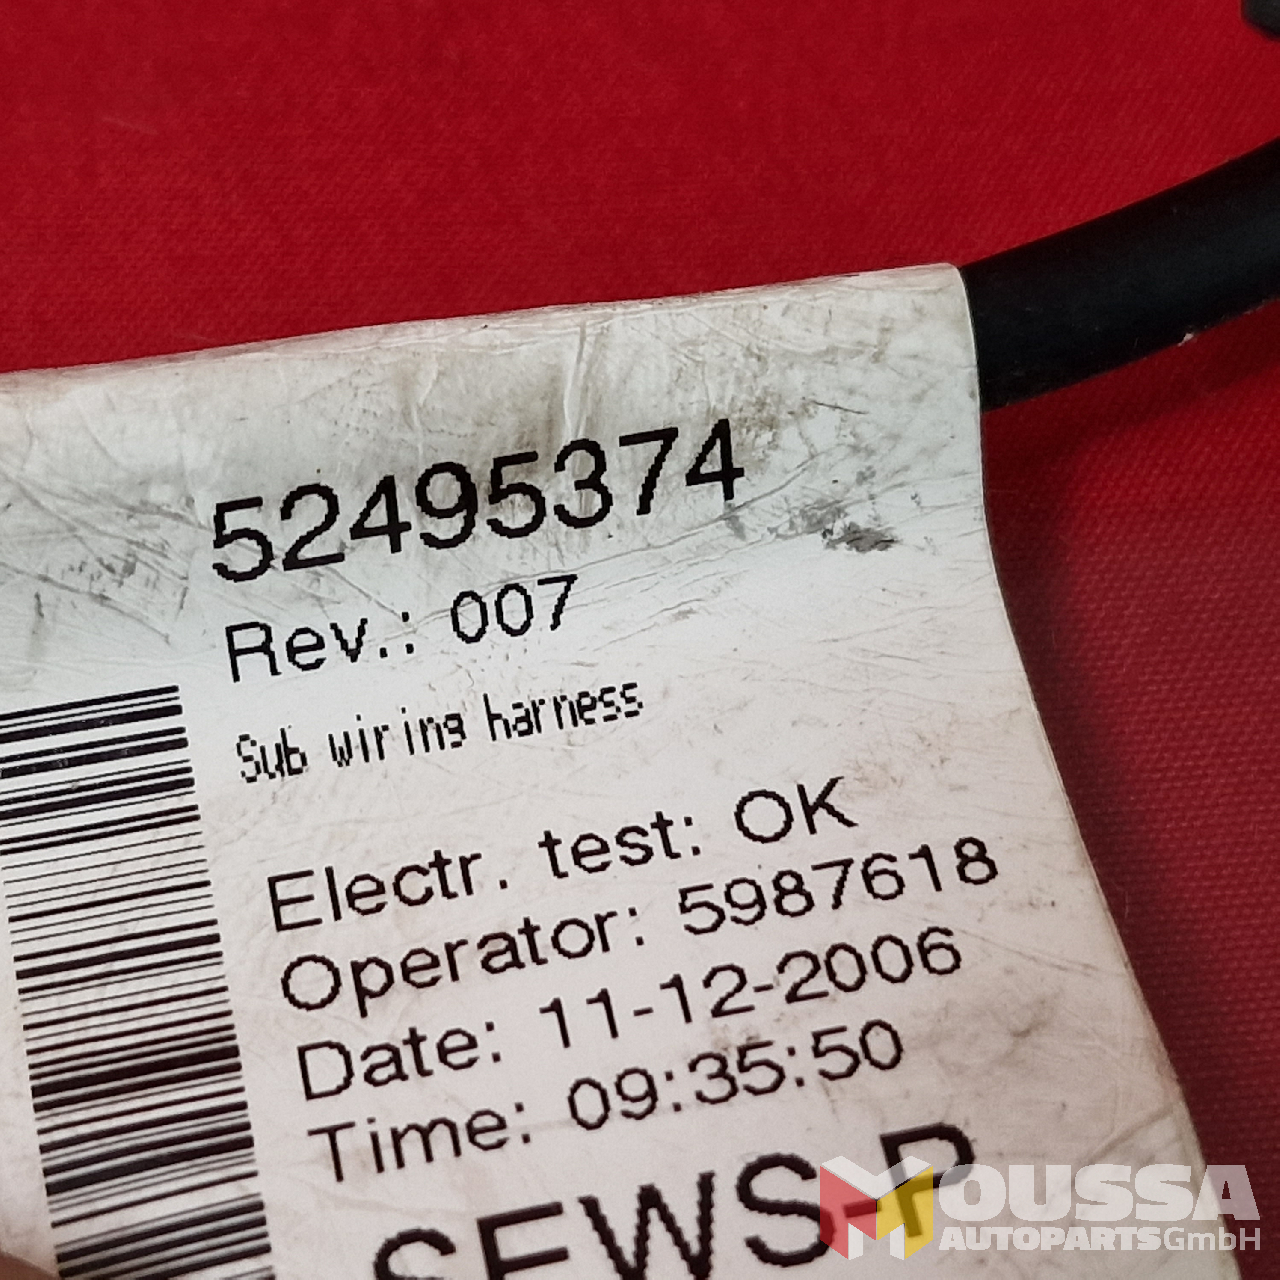 52495374
Rev.: 007
Sub wiring harness
Electr. test: OK
Operator: 5987618
Date: 11-12-2006
Time: 09:35:50
SEWS-P
MOUSSA
AUTOPARTS GmbH